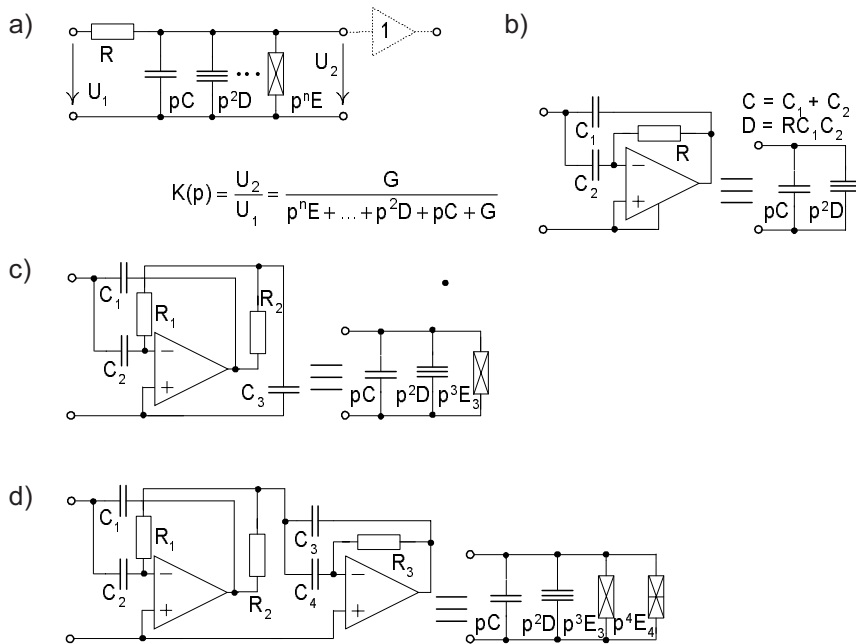 a)
R
U₁
pC
p²D
pⁿE
U₂
1
K(p) = U₂/U₁ = G/(pⁿE + ... + p²D + pC + G)
b)
C₁
C₂
R
−
+
C = C₁ + C₂
D = RC₁C₂
pC
p²D
c)
C₁
R₁
R₂
C₂
−
+
C₃
pC
p²D
p³E₃
d)
C₁
R₁
C₂
−
+
R₂
C₃
C₄
R₃
−
+
pC
p²D
p³E₃
p⁴E₄